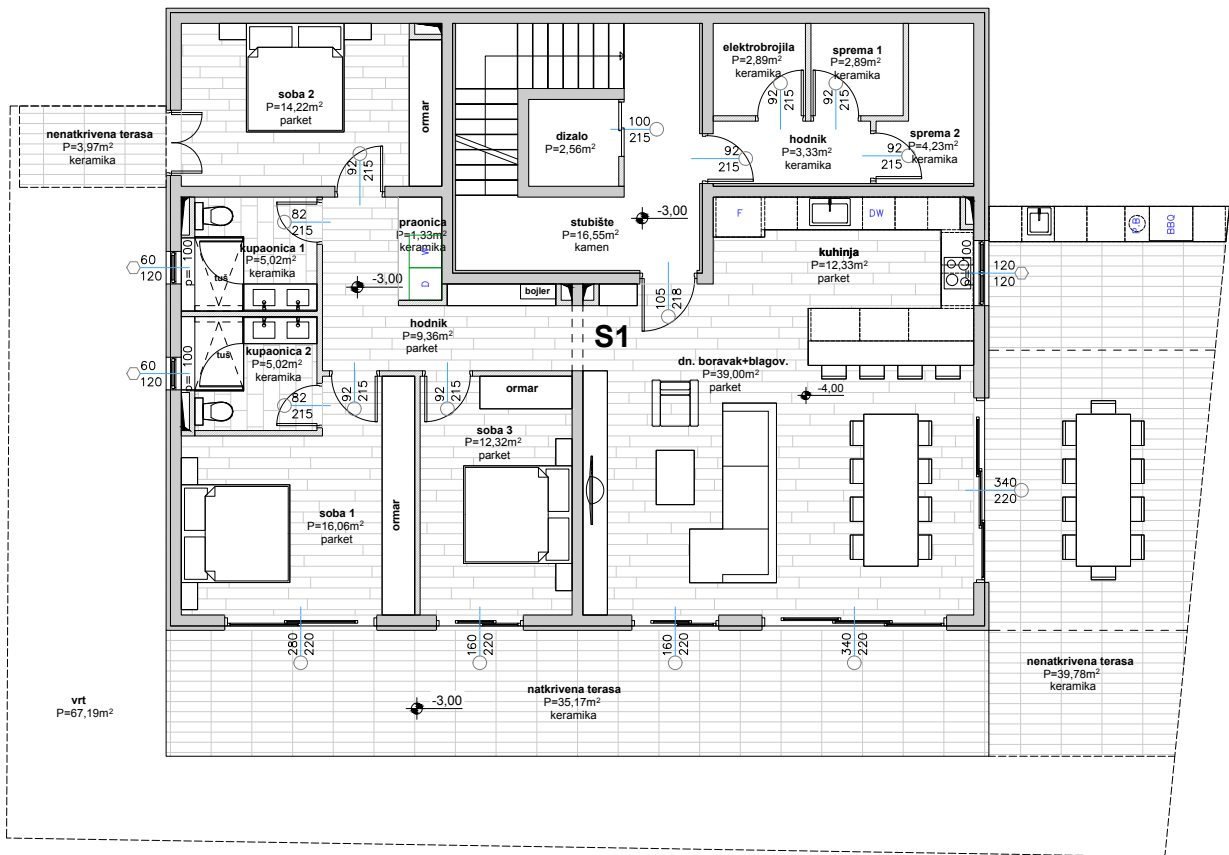 elektrobrojila
P=2,89m²
keramika
sprema 1
P=2,89m²
keramika
soba 2
P=14,22m²
parket
ormar
92
215
92
215
nenatkrivena terasa
P=3,97m²
keramika
dizalo
P=2,56m²
100
215
hodnik
P=3,33m²
keramika
sprema 2
P=4,23m²
keramika
92
215
92
215
92
215
82
215
praonica
P=1,33m²
keramika
W
D
stubište
P=16,55m²
kamen
-3,00
F
DW
BBQ
kupaonica 1
P=5,02m²
keramika
tuš
p= 100
60
120
-3,00
kuhinja
P=12,33m²
parket
p= 100
120
120
bojler
105
218
hodnik
P=9,36m²
parket
S1
kupaonica 2
P=5,02m²
keramika
tuš
p= 100
60
120
82
215
92
215
92
215
ormar
dn. boravak+blagov.
P=39,00m²
parket
-4,00
soba 3
P=12,32m²
parket
340
220
soba 1
P=16,06m²
parket
ormar
280
220
160
220
160
220
340
220
nenatkrivena terasa
P=39,78m²
keramika
natkrivena terasa
P=35,17m²
keramika
-3,00
vrt
P=67,19m²